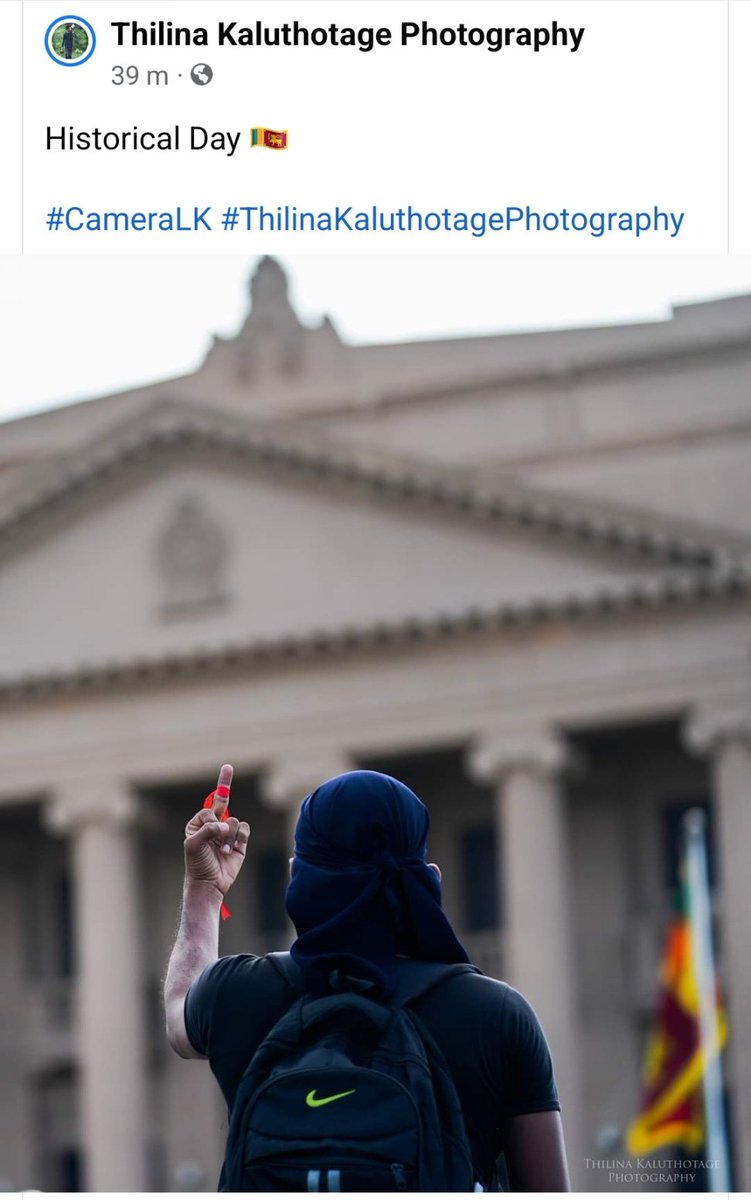 Thilina Kaluthotage Photography
39 m ·
Historical Day 🇱🇰
#CameraLK #ThilinaKaluthotagePhotography
THILINA KALUTHOTAGE
PHOTOGRAPHY